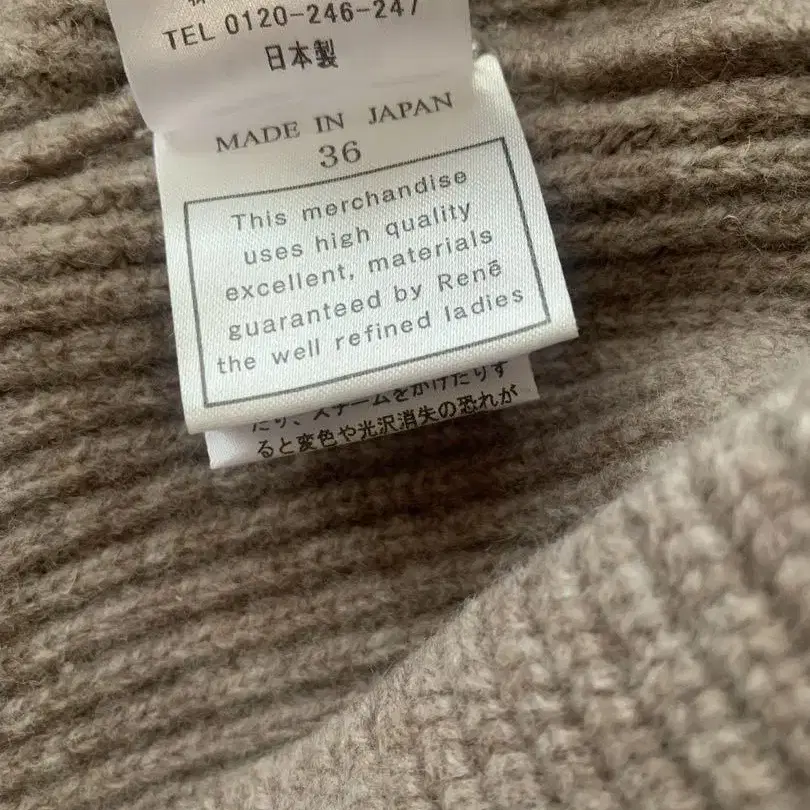 TEL 0120-246-247
日本製
MADE IN JAPAN
36
This merchandise
uses high quality
excellent, materials
guaranteed by Renē
the well refined ladies
たり、スチームをかけたりす
ると変色や光沢消失の恐れが